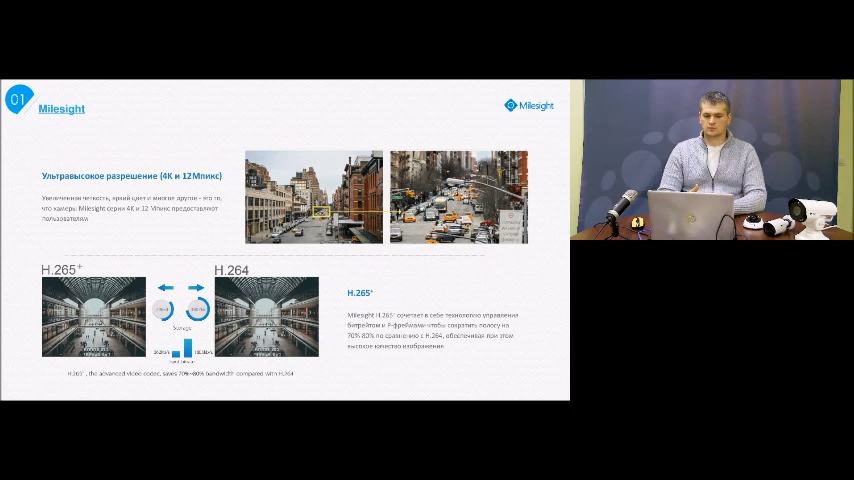 01
Milesight
Milesight
Ультравысокое разрешение (4К и 12Мпикс)
Увеличенная четкость, яркий цвет и многое другое - это то,
что камеры Milesight серии 4К и 12 Мпикс предоставляют
пользователям
H.265+
H.264
Storage
H.265+
Milesight H.265+ сочетает в себе технологию управления
битрейтом и P-фреймами чтобы сократить полосу на
70%-80% по сравнению с H.264, обеспечивая при этом
высокое качество изображения
H.265+, the advanced video codec, saves 70%~80% bandwidth compared with H.264